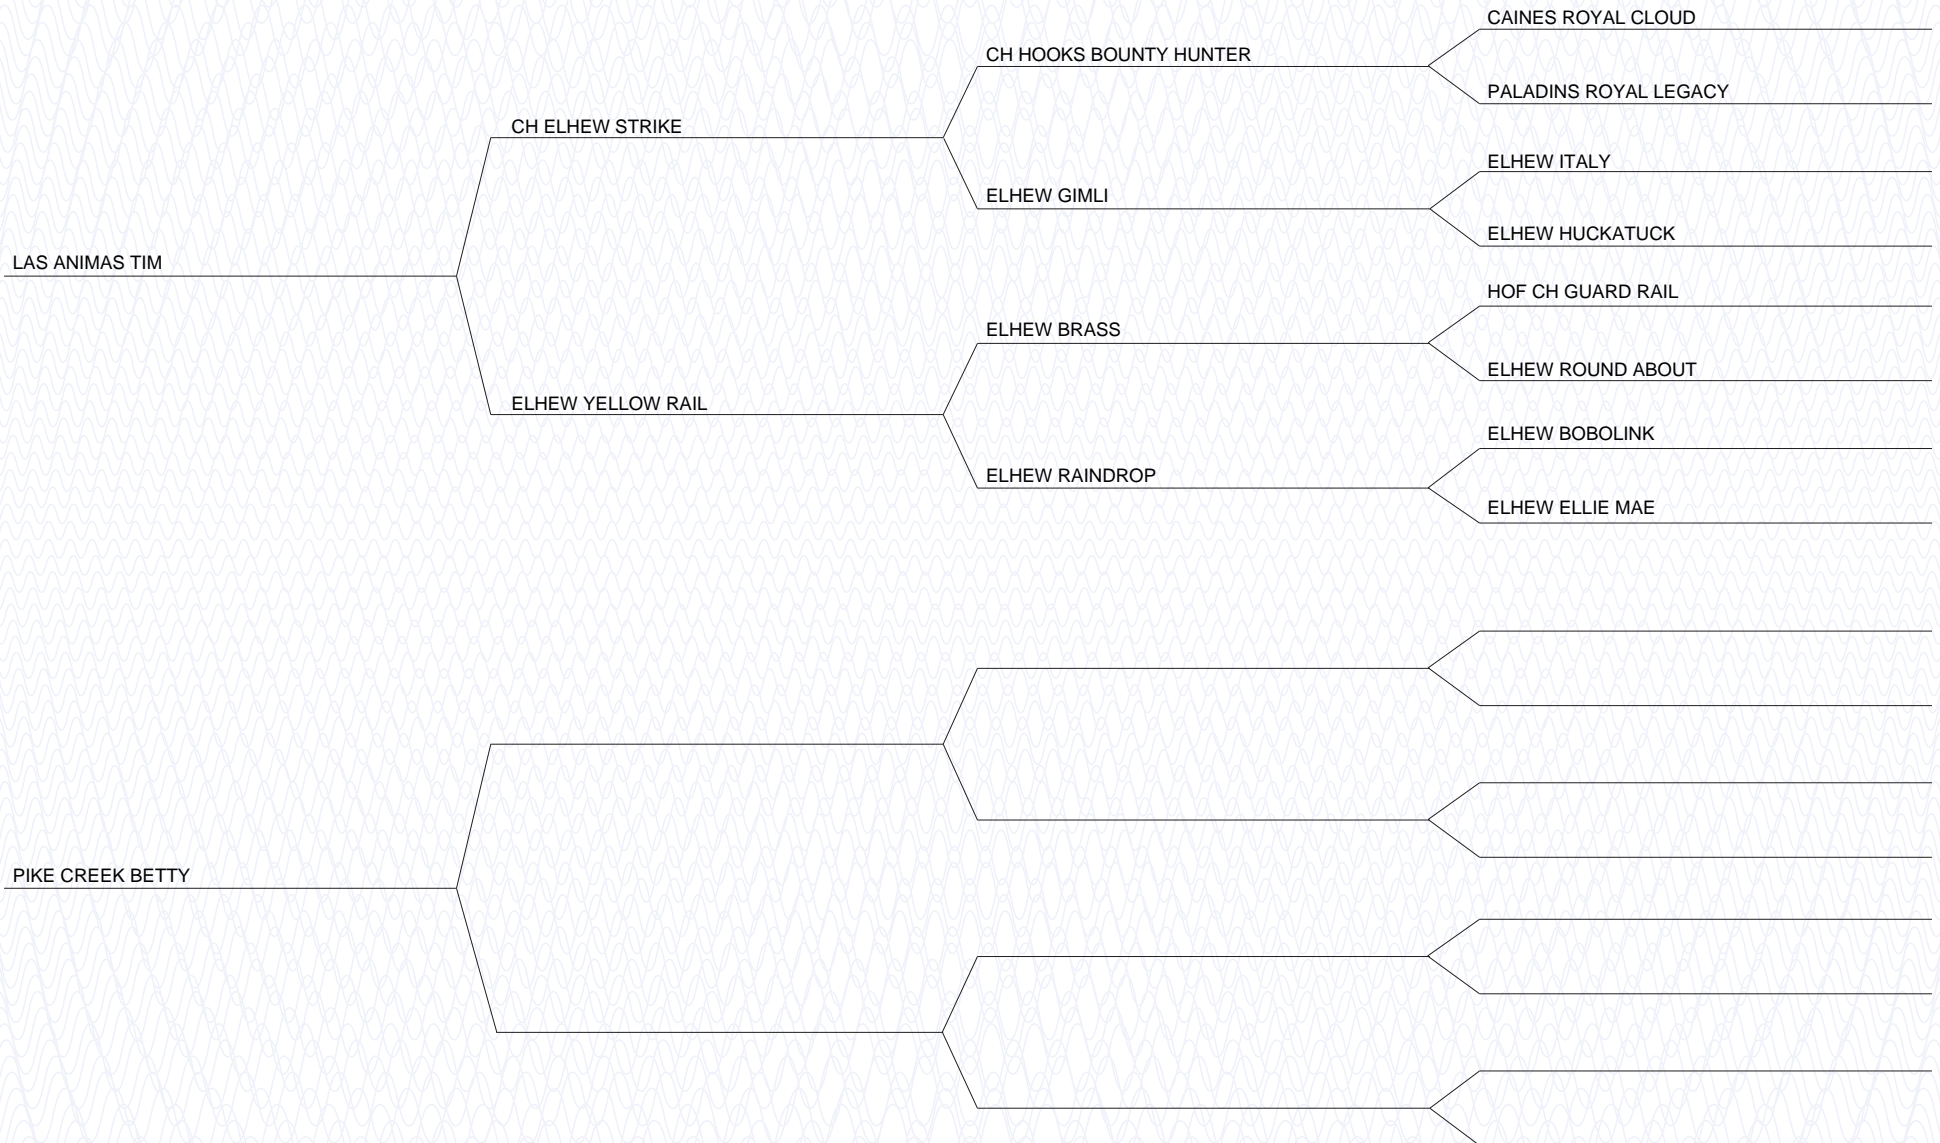 CAINES ROYAL CLOUD
CH HOOKS BOUNTY HUNTER
PALADINS ROYAL LEGACY
CH ELHEW STRIKE
ELHEW ITALY
ELHEW GIMLI
ELHEW HUCKATUCK
LAS ANIMAS TIM
HOF CH GUARD RAIL
ELHEW BRASS
ELHEW ROUND ABOUT
ELHEW YELLOW RAIL
ELHEW BOBOLINK
ELHEW RAINDROP
ELHEW ELLIE MAE
PIKE CREEK BETTY